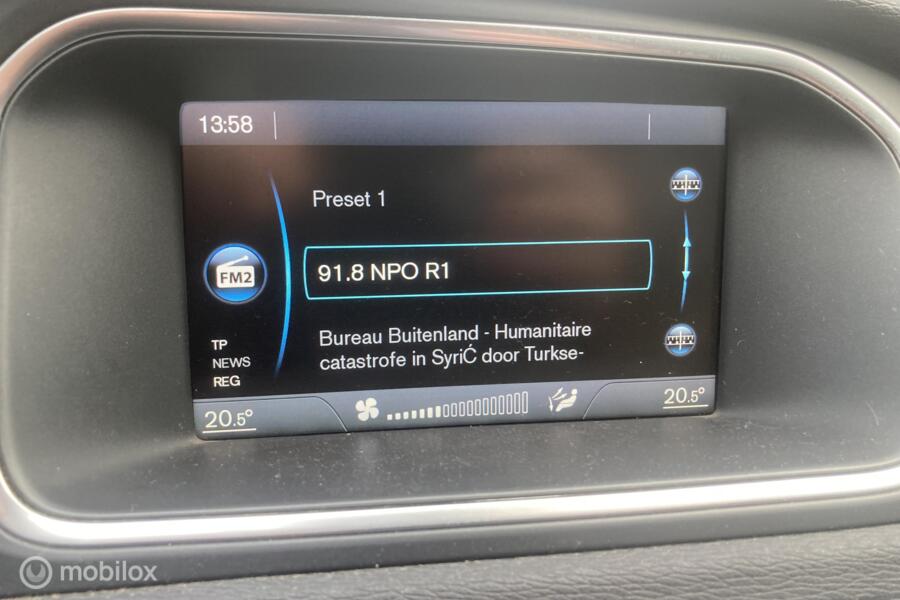 13:58
Preset 1
91.8 NPO R1
FM2
Bureau Buitenland - Humanitaire
catastrofe in SyriĆ door Turkse-
TP
NEWS
REG
20.5°
20.5°
mobilox